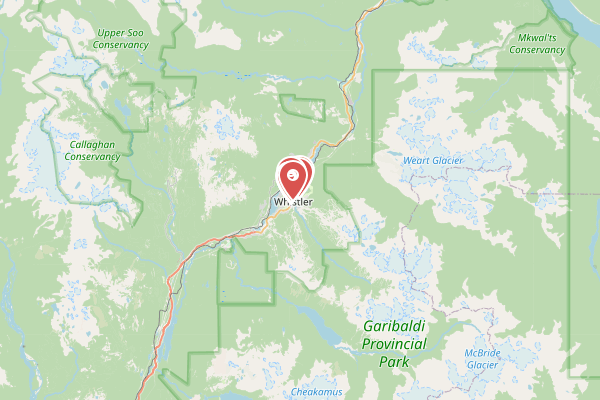 Upper Soo
Conservancy
Mkwal'ts
Conservancy
Callaghan
Conservancy
Weart Glacier
Whistler
Garibaldi
Provincial
Park
McBride
Glacier
Cheakamus